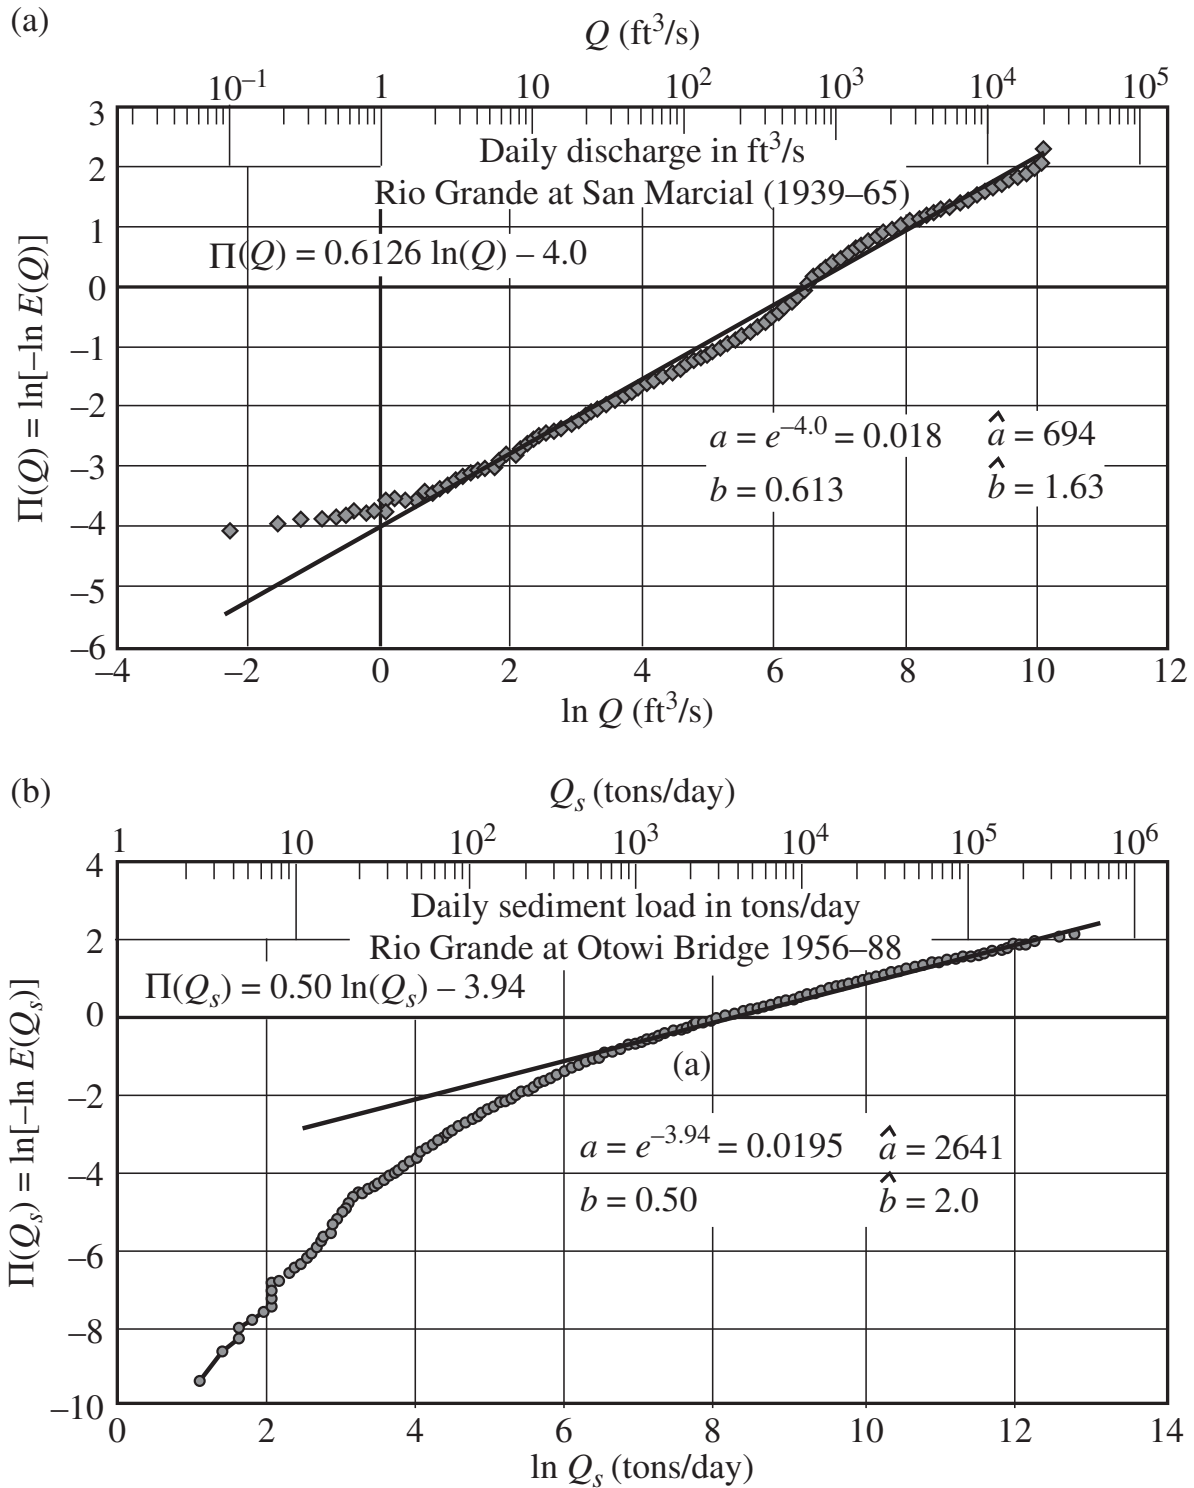 (a)
Q (ft³/s)
10⁻¹ 1 10 10² 10³ 10⁴ 10⁵
3
2
1
0
–1
–2
–3
–4
–5
–6
Π(Q) = ln[–ln E(Q)]
Daily discharge in ft³/s
Rio Grande at San Marcial (1939–65)
Π(Q) = 0.6126 ln(Q) – 4.0
a = e⁻⁴·⁰ = 0.018 â = 694
b = 0.613 b̂ = 1.63
–4 –2 0 2 4 6 8 10 12
ln Q (ft³/s)
(b)
Qₛ (tons/day)
1 10 10² 10³ 10⁴ 10⁵ 10⁶
4
2
0
–2
–4
–6
–8
–10
Π(Qₛ) = ln[–ln E(Qₛ)]
Daily sediment load in tons/day
Rio Grande at Otowi Bridge 1956–88
Π(Qₛ) = 0.50 ln(Qₛ) – 3.94
(a)
a = e⁻³·⁹⁴ = 0.0195 â = 2641
b = 0.50 b̂ = 2.0
0 2 4 6 8 10 12 14
ln Qₛ (tons/day)